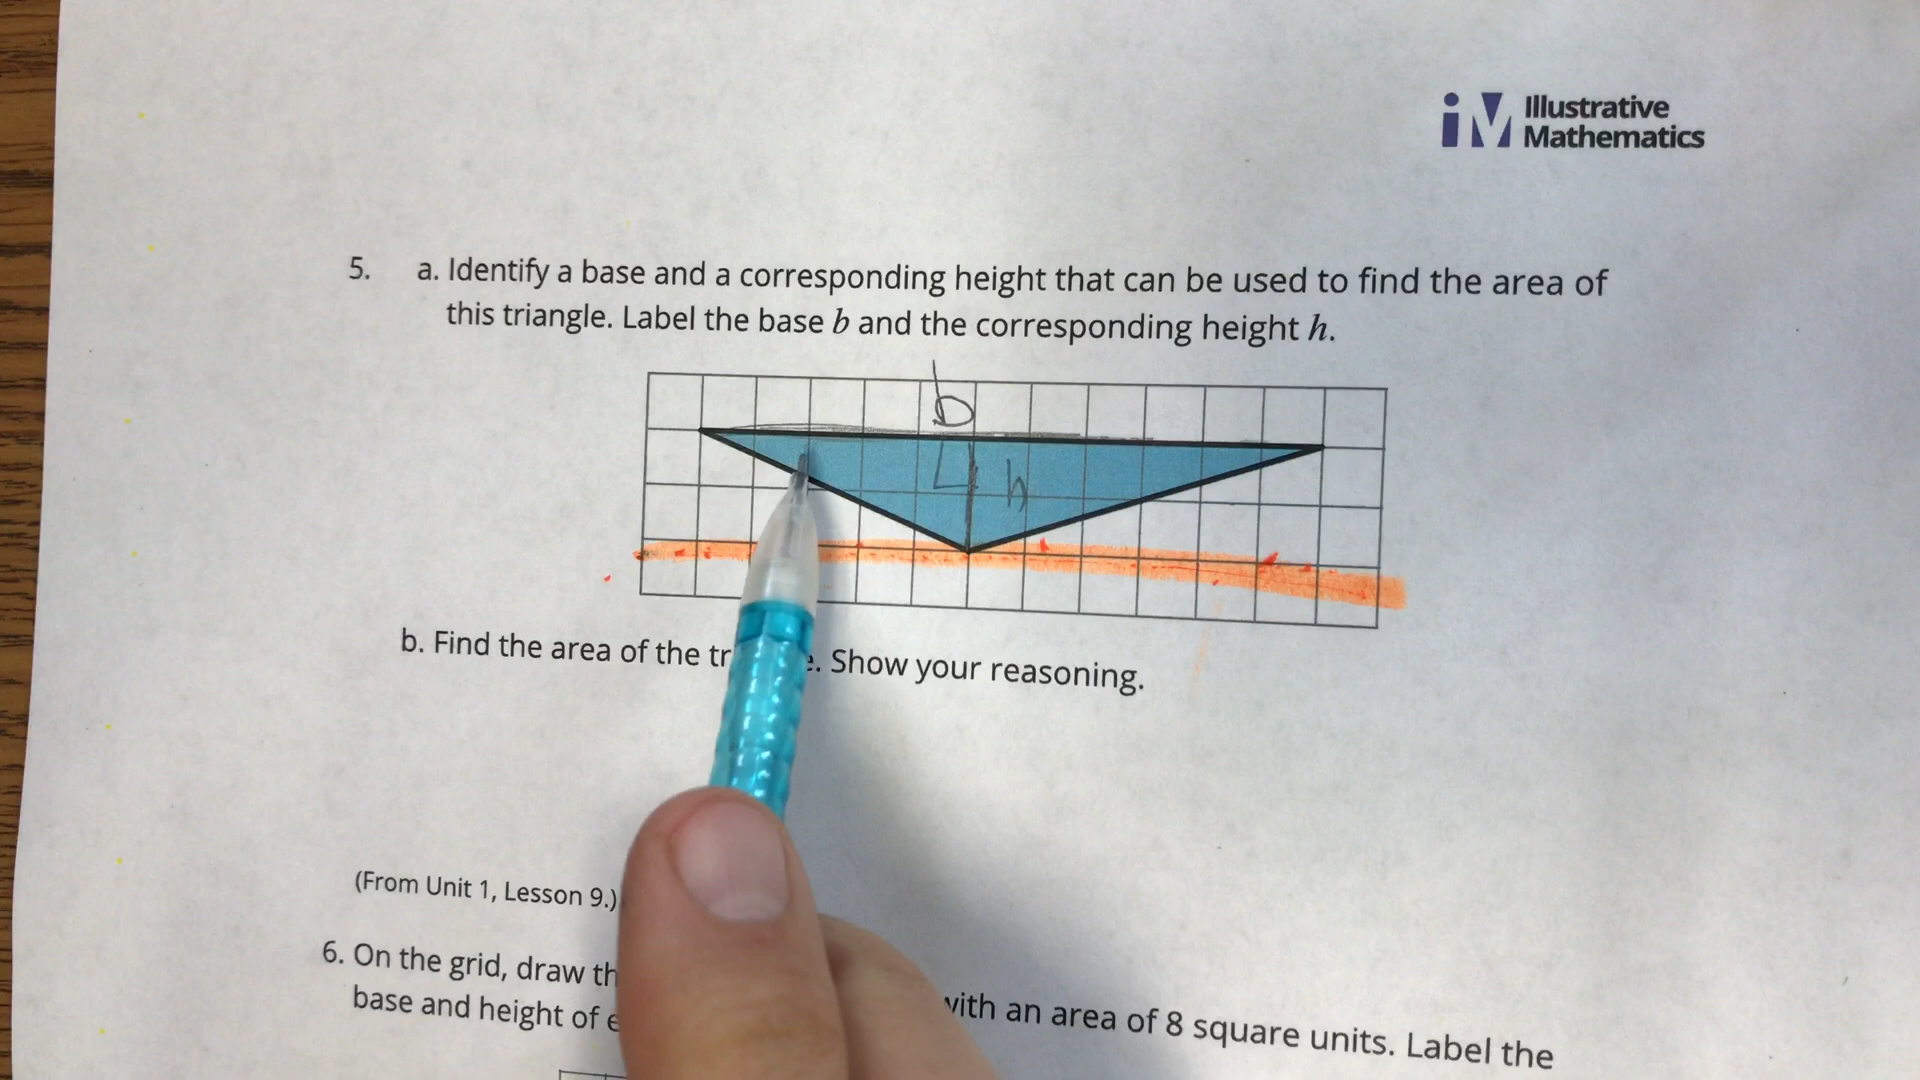 Illustrative
Mathematics
5. a. Identify a base and a corresponding height that can be used to find the area of
this triangle. Label the base b and the corresponding height h.
b
h
b. Find the area of the tr e. Show your reasoning.
(From Unit 1, Lesson 9.)
6. On the grid, draw
base and height of with an area of 8 square units. Label the